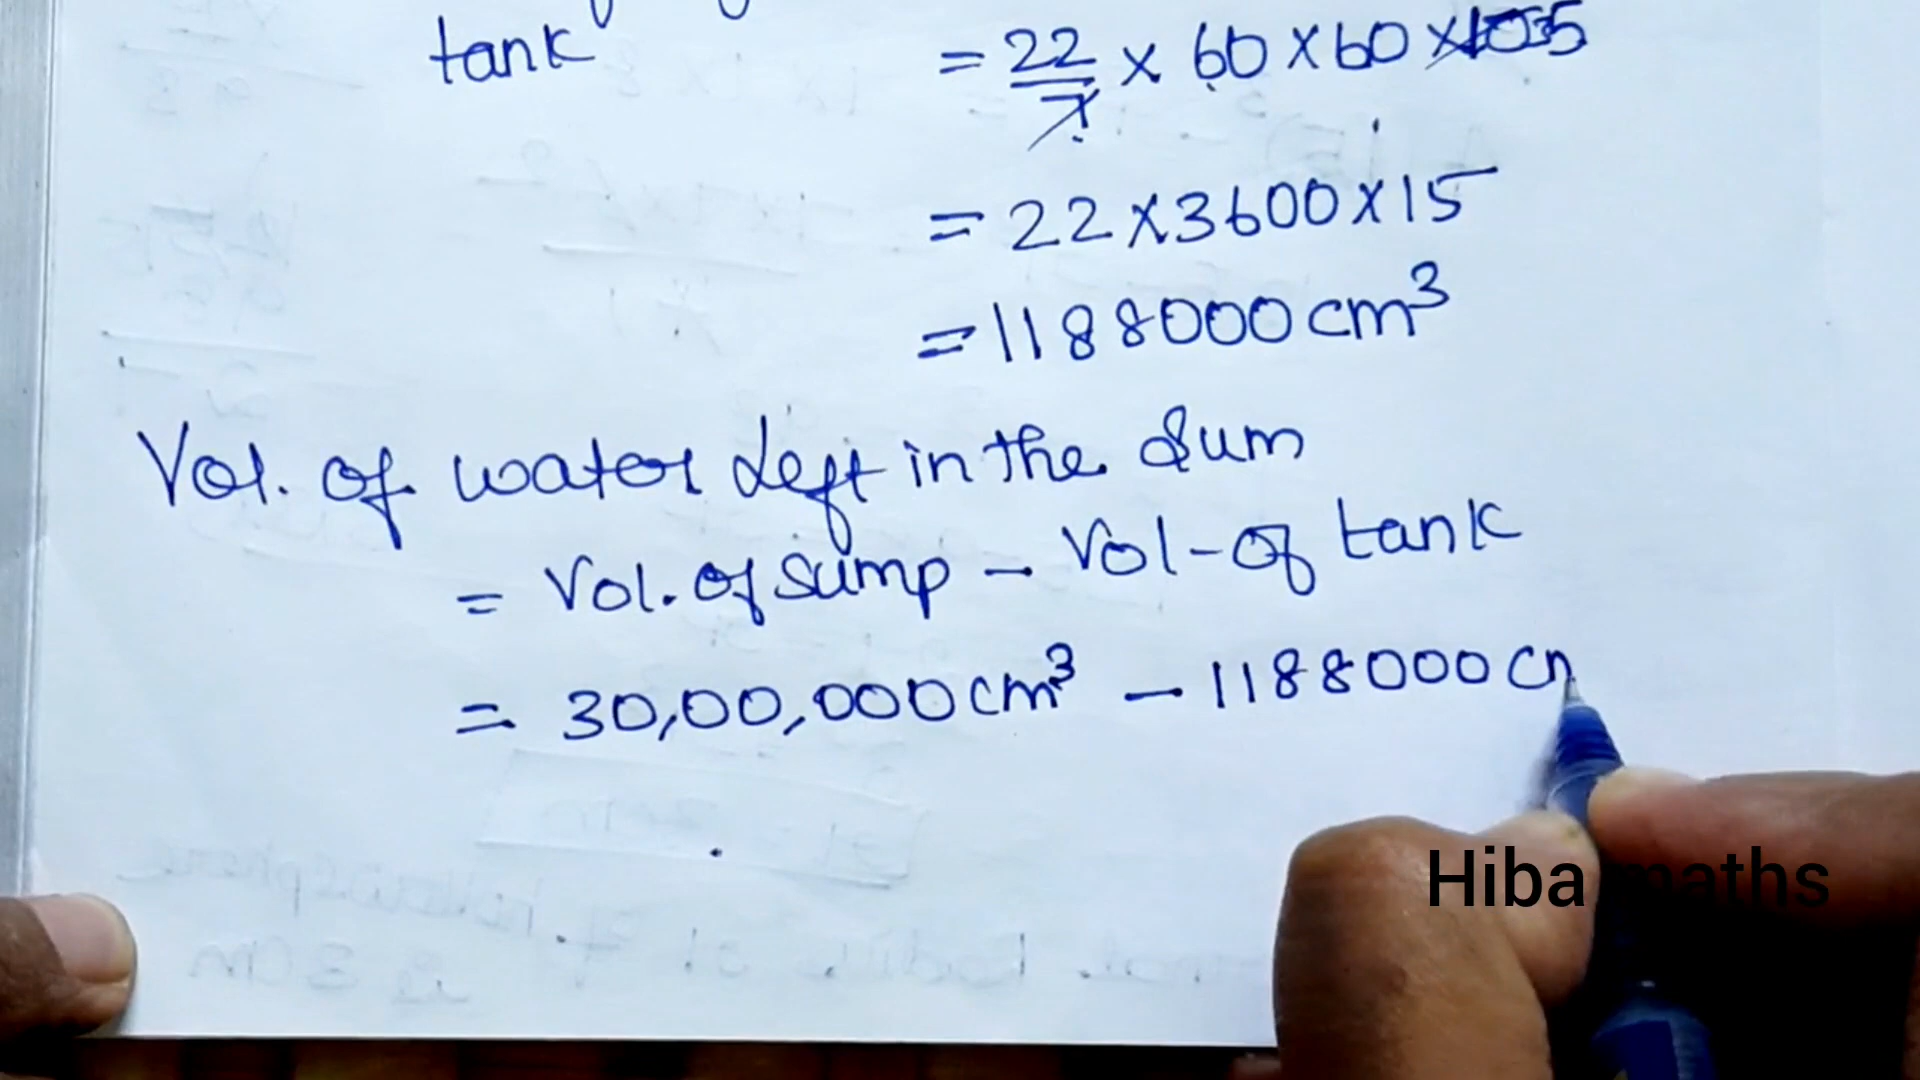 tank
= 22/7 × 60 × 60 × 105
= 22 × 3600 × 15
= 1188000 cm³
Vol. of water left in the Sum
= Vol. of sump - Vol. of tank
= 30,00,000 cm³ - 1188000 cm
Hiba maths